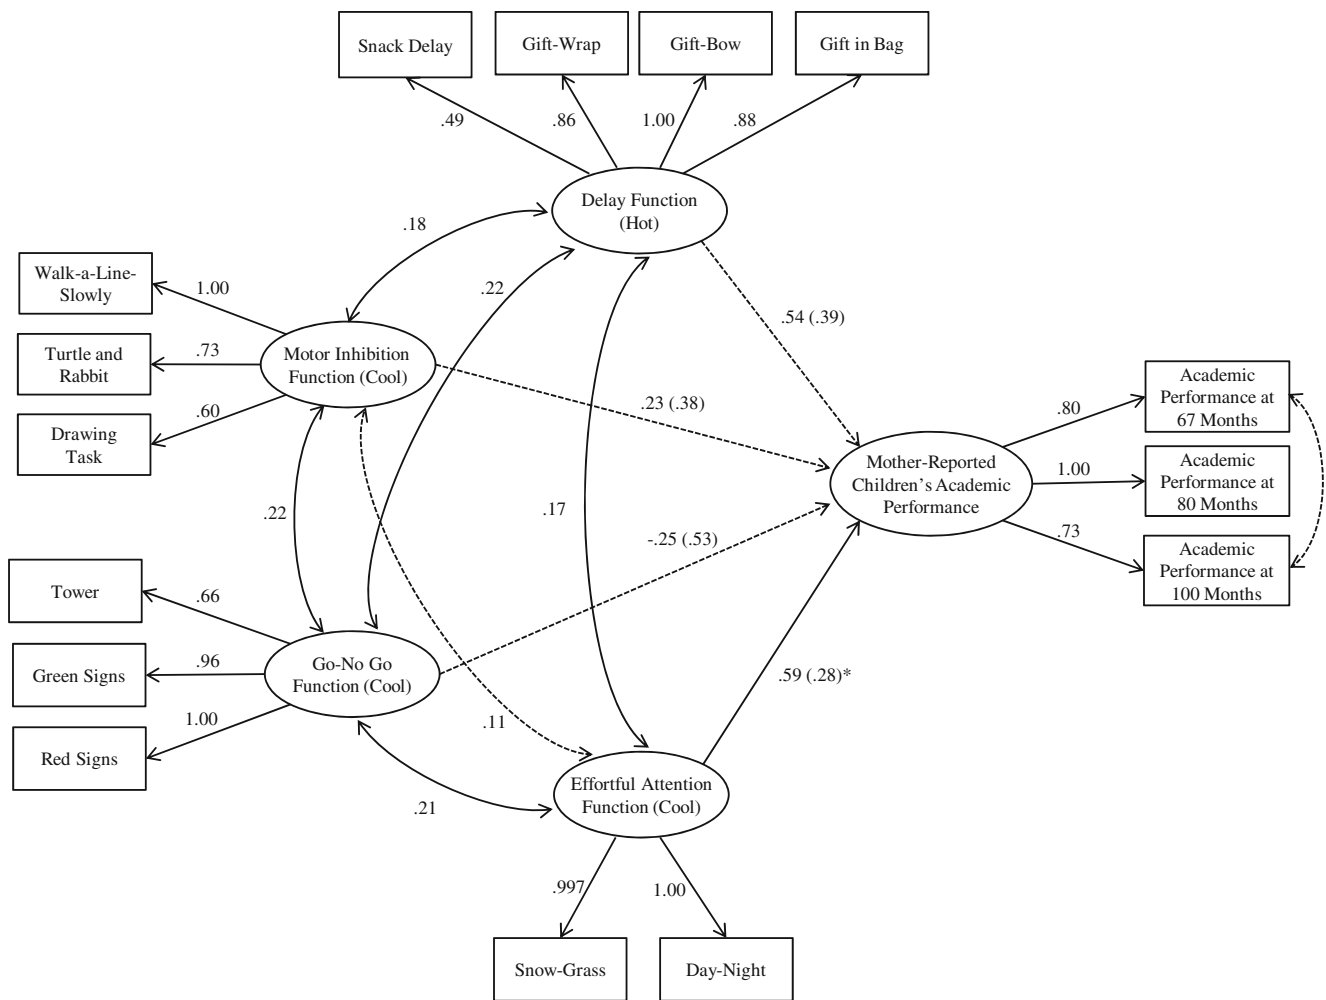 Snack Delay
Gift-Wrap
Gift-Bow
Gift in Bag
.49
.86
1.00
.88
Delay Function
(Hot)
.18
.22
.54 (.39)
Walk-a-Line-
Slowly
1.00
Turtle and
Rabbit
.73
Drawing
Task
.60
Motor Inhibition
Function (Cool)
.23 (.38)
Mother-Reported
Children's Academic
Performance
.80
1.00
.73
Academic
Performance at
67 Months
Academic
Performance at
80 Months
Academic
Performance at
100 Months
.22
.17
-.25 (.53)
Tower
.66
Green Signs
.96
Red Signs
1.00
Go-No Go
Function (Cool)
.59 (.28)*
.11
.21
Effortful Attention
Function (Cool)
.997
1.00
Snow-Grass
Day-Night